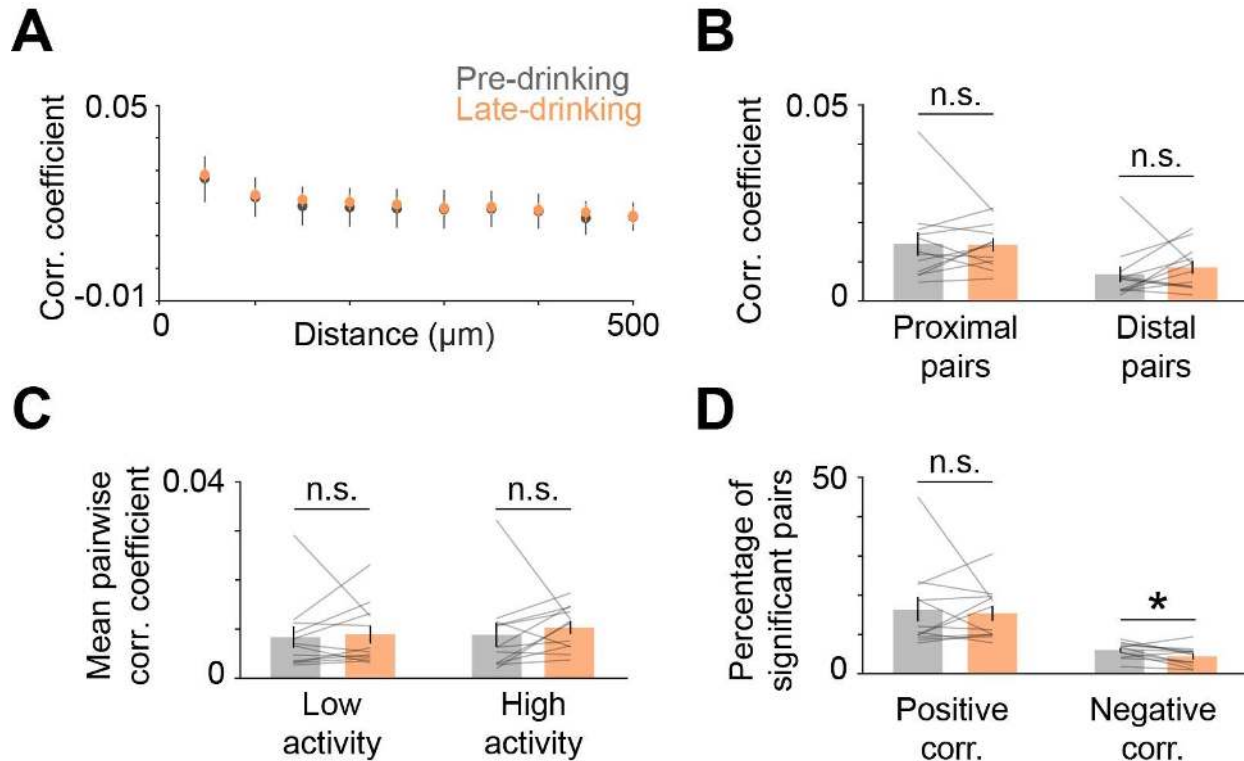 A
Pre-drinking
Late-drinking
0.05
Corr. coefficient
-0.01
0
Distance (µm)
500
B
n.s.
0.05
n.s.
Corr. coefficient
0
Proximal
pairs
Distal
pairs
C
0.04
n.s.
n.s.
Mean pairwise
corr. coefficient
0
Low
activity
High
activity
D
n.s.
50
*
Percentage of
significant pairs
0
Positive
corr.
Negative
corr.